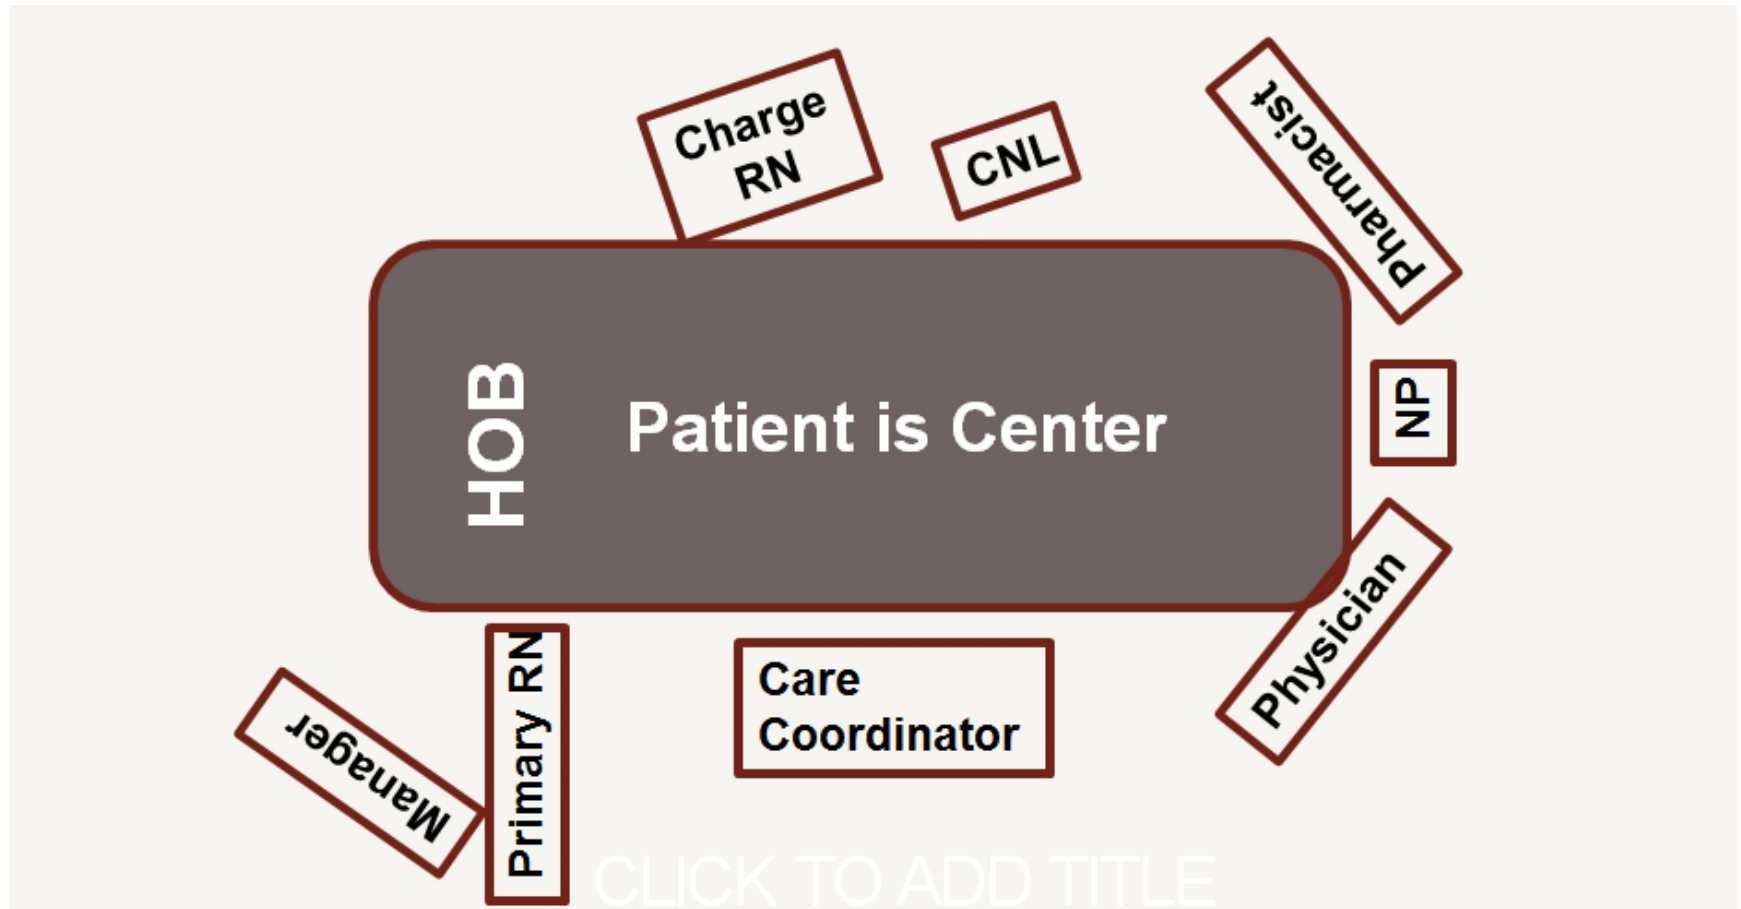 Charge
RN
CNL
Pharmacist
NP
HOB
Patient is Center
Physician
Primary RN
Care
Coordinator
Manager
CLICK TO ADD TITLE